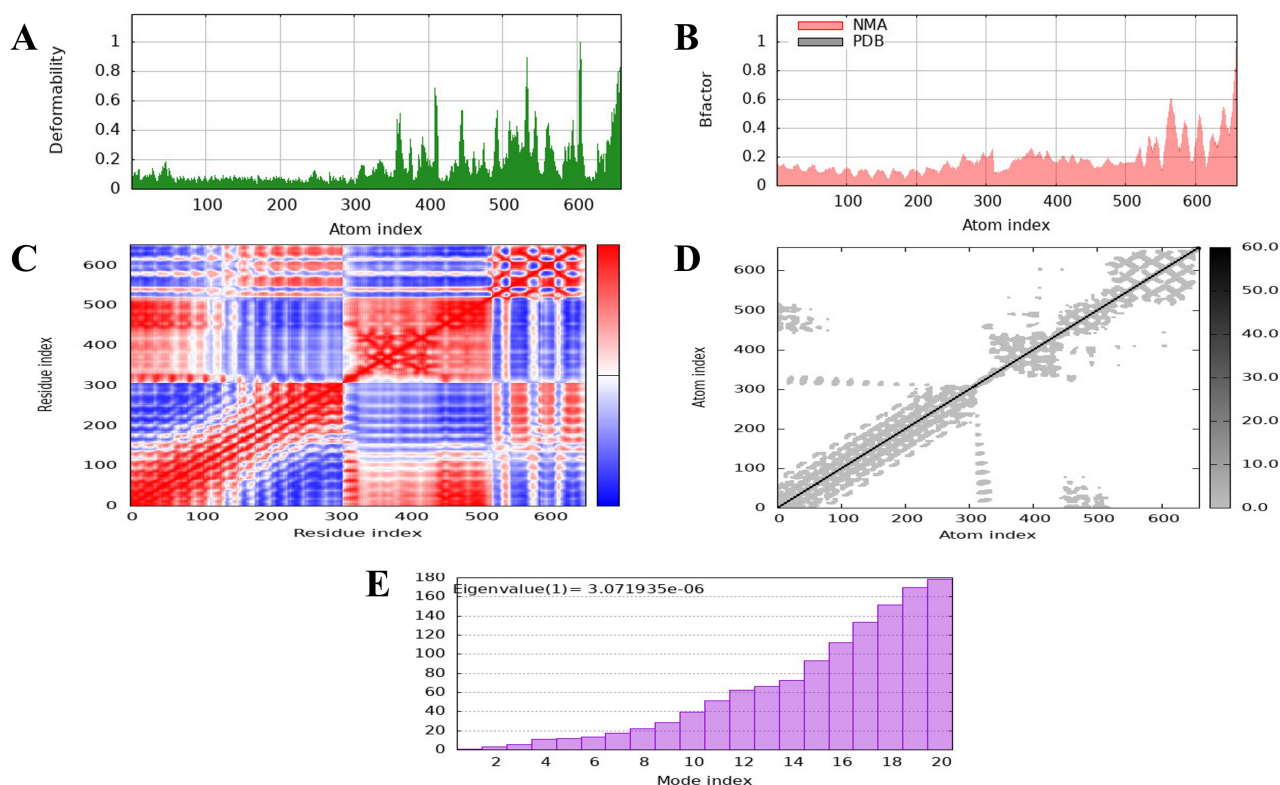 A
Deformability
1
0.8
0.6
0.4
0.2
0
100 200 300 400 500 600
Atom index
B
NMA
PDB
Bfactor
1
0.8
0.6
0.4
0.2
0
100 200 300 400 500 600
Atom index
C
Residue index
600
500
400
300
200
100
0
0 100 200 300 400 500 600
Residue index
D
Atom index
600
500
400
300
200
100
0
0 100 200 300 400 500 600
Atom index
60.0
50.0
40.0
30.0
20.0
10.0
0.0
E
Eigenvalue(1)= 3.071935e-06
180
160
140
120
100
80
60
40
20
0
2 4 6 8 10 12 14 16 18 20
Mode index